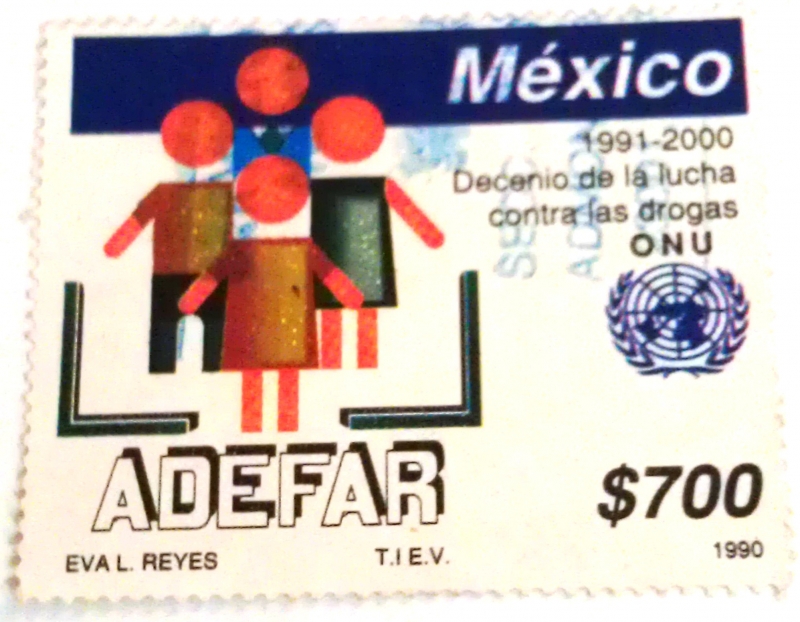 México
1991-2000
Decenio de la lucha
contra las drogas
ONU
ADEFAR
$700
EVA L. REYES T.I E.V. 1990